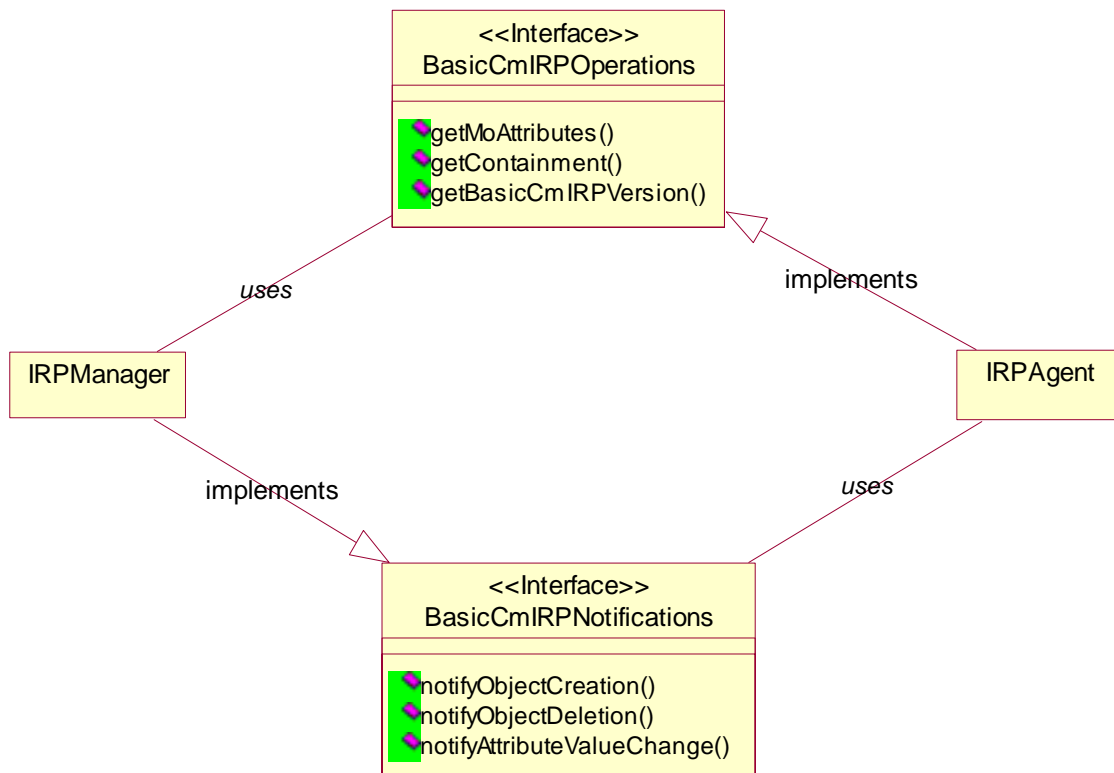 <<Interface>>
BasicCmIRPOperations
getMoAttributes()
getContainment()
getBasicCmIRPVersion()
uses
implements
IRPManager
IRPAgent
implements
uses
<<Interface>>
BasicCmIRPNotifications
notifyObjectCreation()
notifyObjectDeletion()
notifyAttributeValueChange()